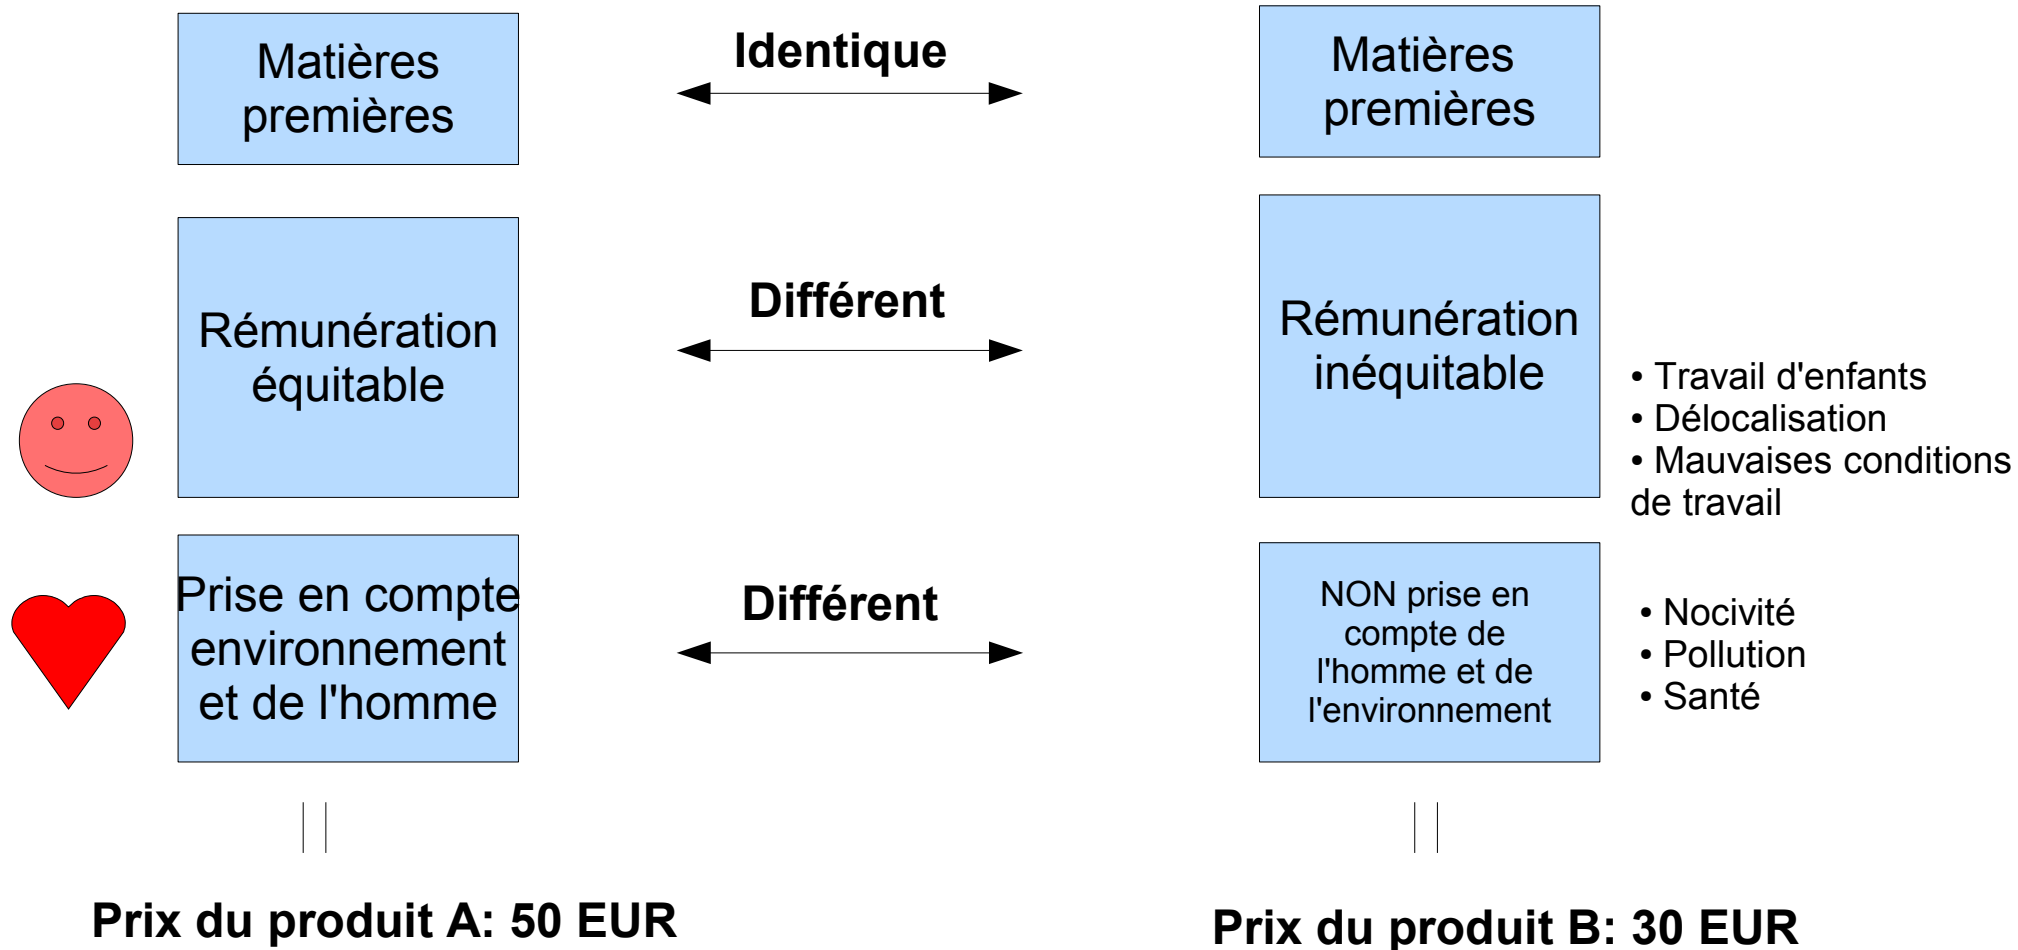 Matières
premières
Identique
Matières
premières
Rémunération
équitable
Différent
Rémunération
inéquitable
• Travail d'enfants
• Délocalisation
• Mauvaises conditions
de travail
Prise en compte
environnement
et de l'homme
Différent
NON prise en
compte de
l'homme et de
l'environnement
• Nocivité
• Pollution
• Santé
Prix du produit A: 50 EUR
Prix du produit B: 30 EUR